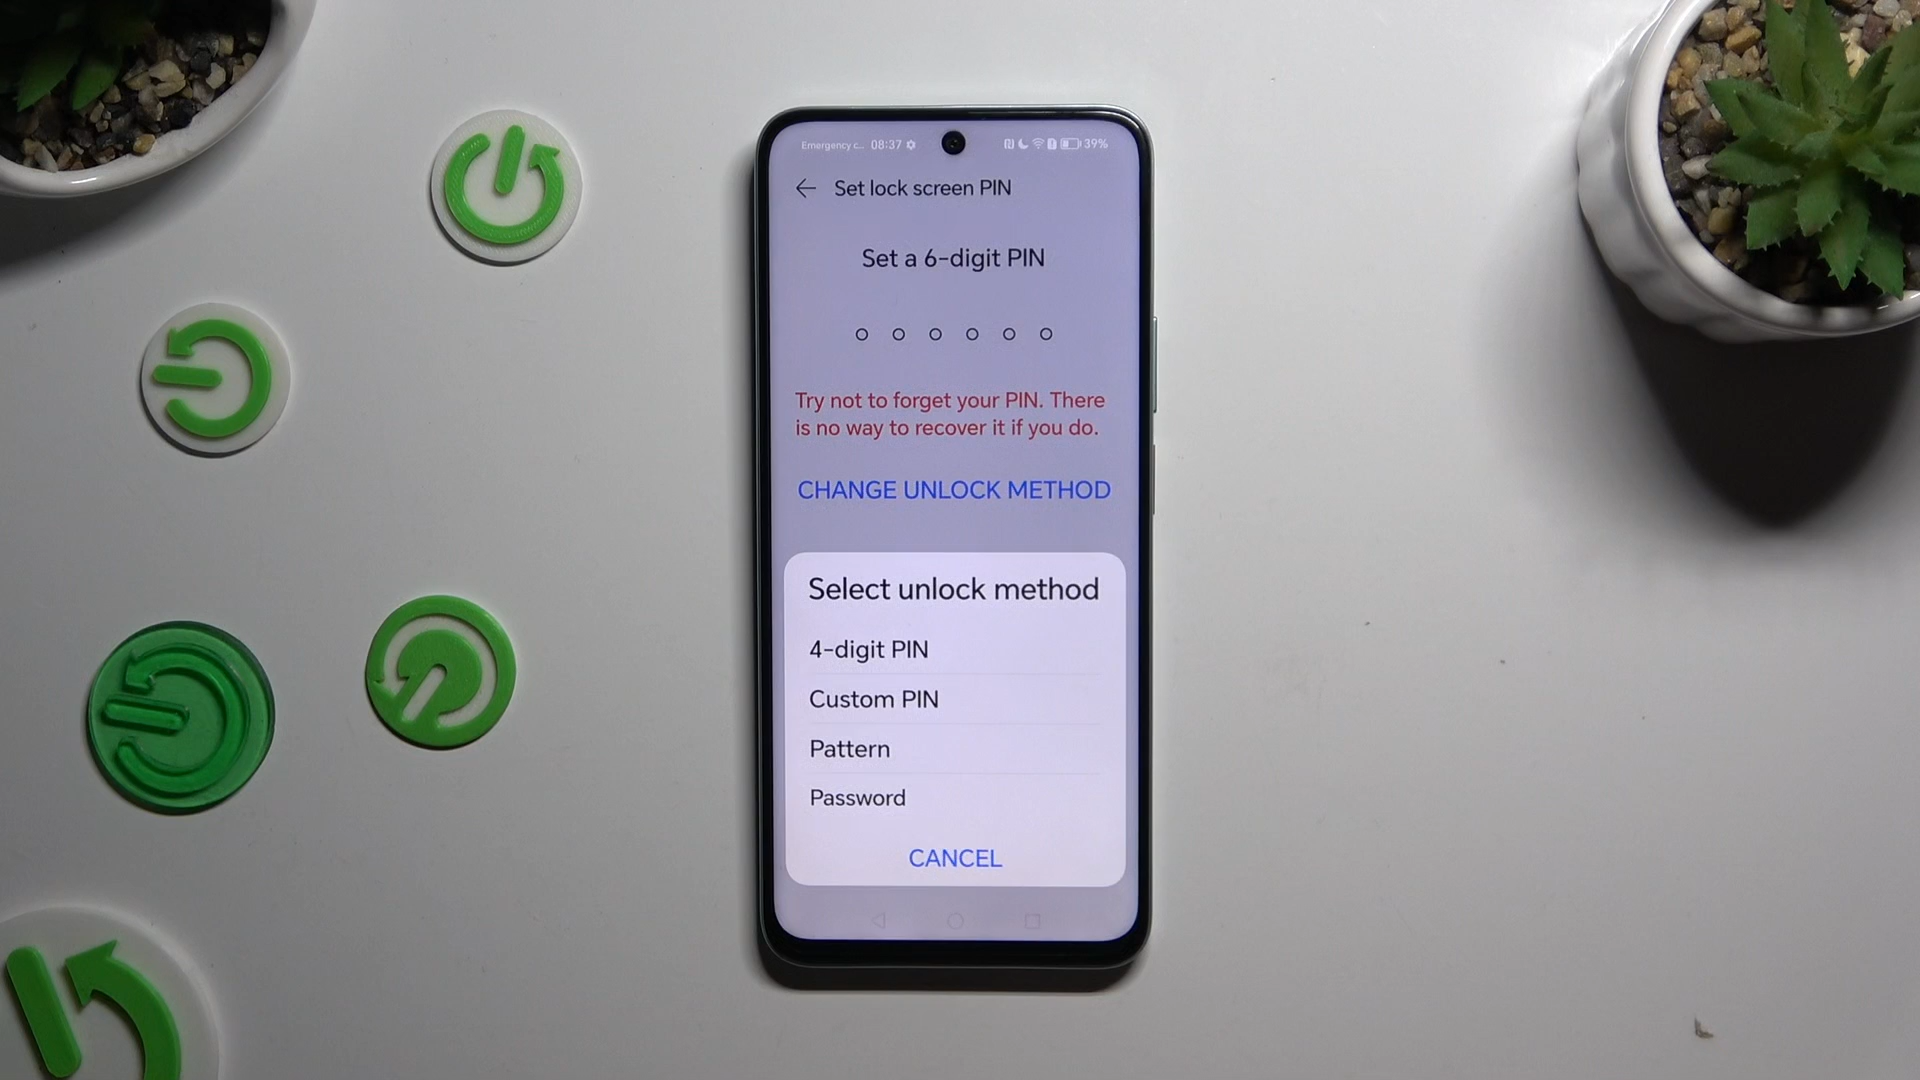 Emergency c... 08:37 39%
Set lock screen PIN
Set a 6-digit PIN
Try not to forget your PIN. There
is no way to recover it if you do.
CHANGE UNLOCK METHOD
Select unlock method
4-digit PIN
Custom PIN
Pattern
Password
CANCEL